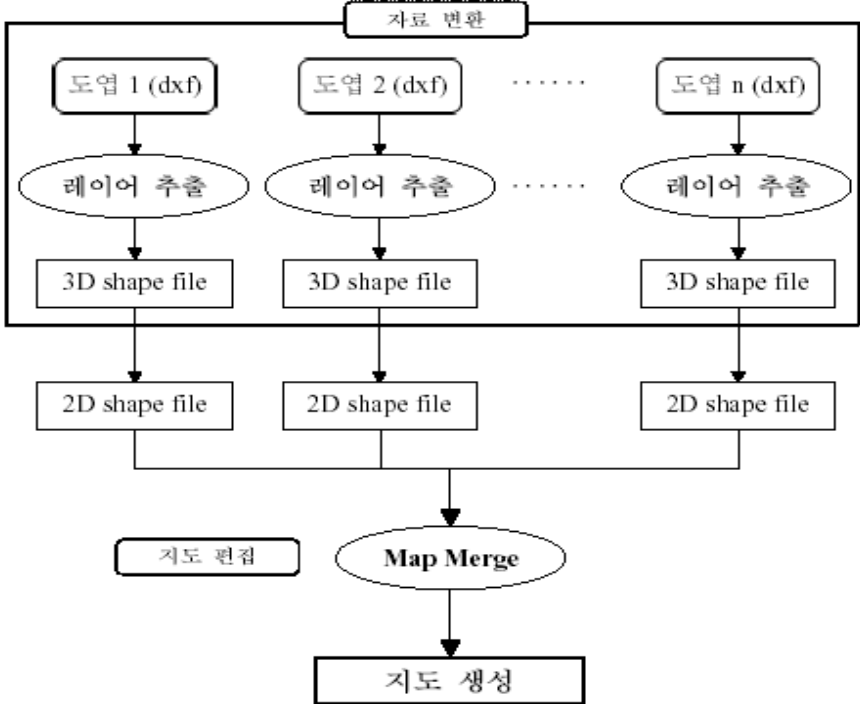 자료 변환
도엽 1 (dxf) 도엽 2 (dxf) ...... 도엽 n (dxf)
레이어 추출 레이어 추출 ...... 레이어 추출
3D shape file 3D shape file 3D shape file
2D shape file 2D shape file 2D shape file
지도 편집 Map Merge
지도 생성